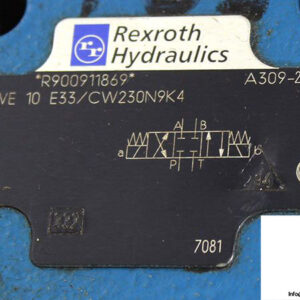 Rexroth
Hydraulics
*R900911869*
A309-2
WE 10 E33/CW230N9K4
A B
a b
P T
7081